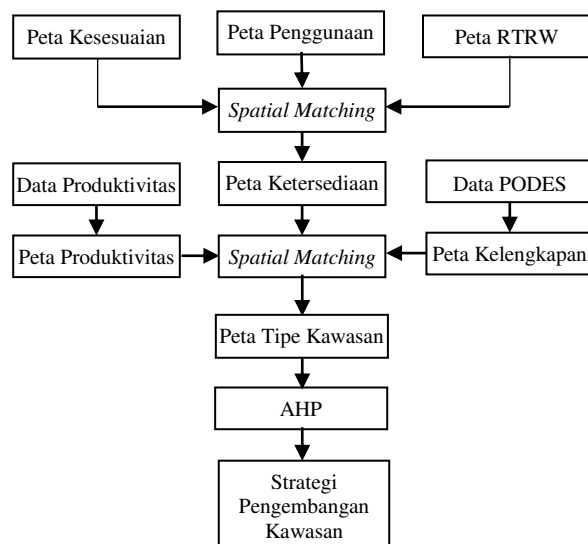 Peta Kesesuaian
Peta Penggunaan
Peta RTRW
Spatial Matching
Data Produktivitas
Peta Ketersediaan
Data PODES
Peta Produktivitas
Spatial Matching
Peta Kelengkapan
Peta Tipe Kawasan
AHP
Strategi
Pengembangan
Kawasan